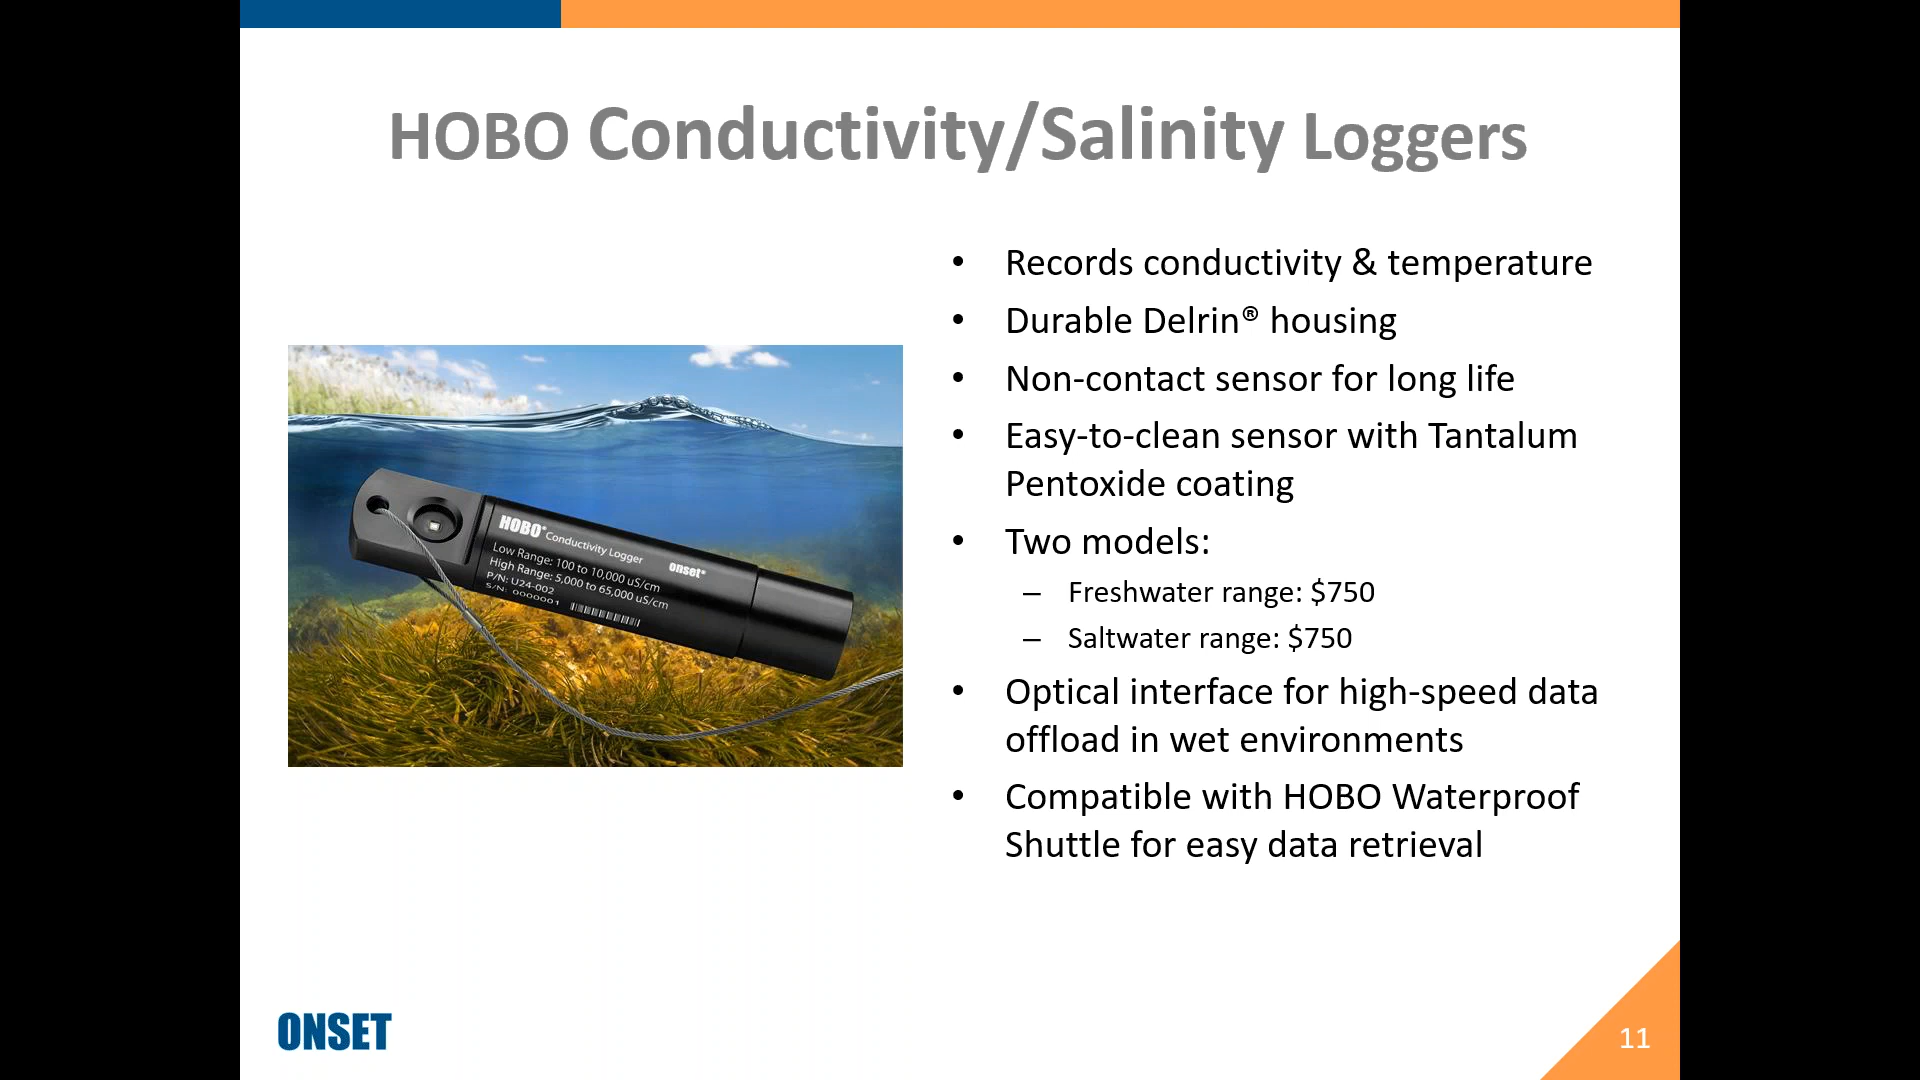 HOBO Conductivity/Salinity Loggers
• Records conductivity & temperature
• Durable Delrin® housing
• Non-contact sensor for long life
• Easy-to-clean sensor with Tantalum
Pentoxide coating
• Two models:
– Freshwater range: $750
– Saltwater range: $750
• Optical interface for high-speed data
offload in wet environments
• Compatible with HOBO Waterproof
Shuttle for easy data retrieval
HOBO® Conductivity Logger
onset®
Low Range: 100 to 10,000 uS/cm
High Range: 5,000 to 65,000 uS/cm
P/N: U24-002
S/N: 0000001
ONSET
11